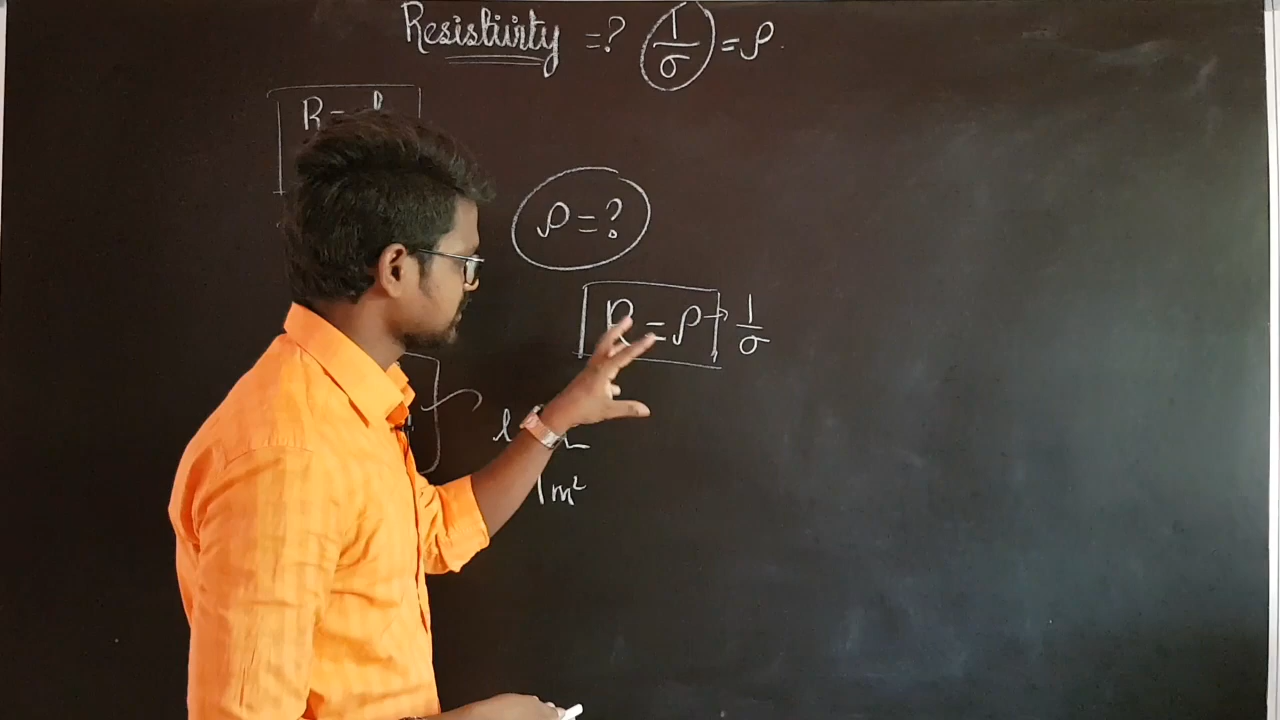 Resistivity =? 1/σ = ρ
R =
ρ = ?
R = ρ → 1/σ
l
1m²